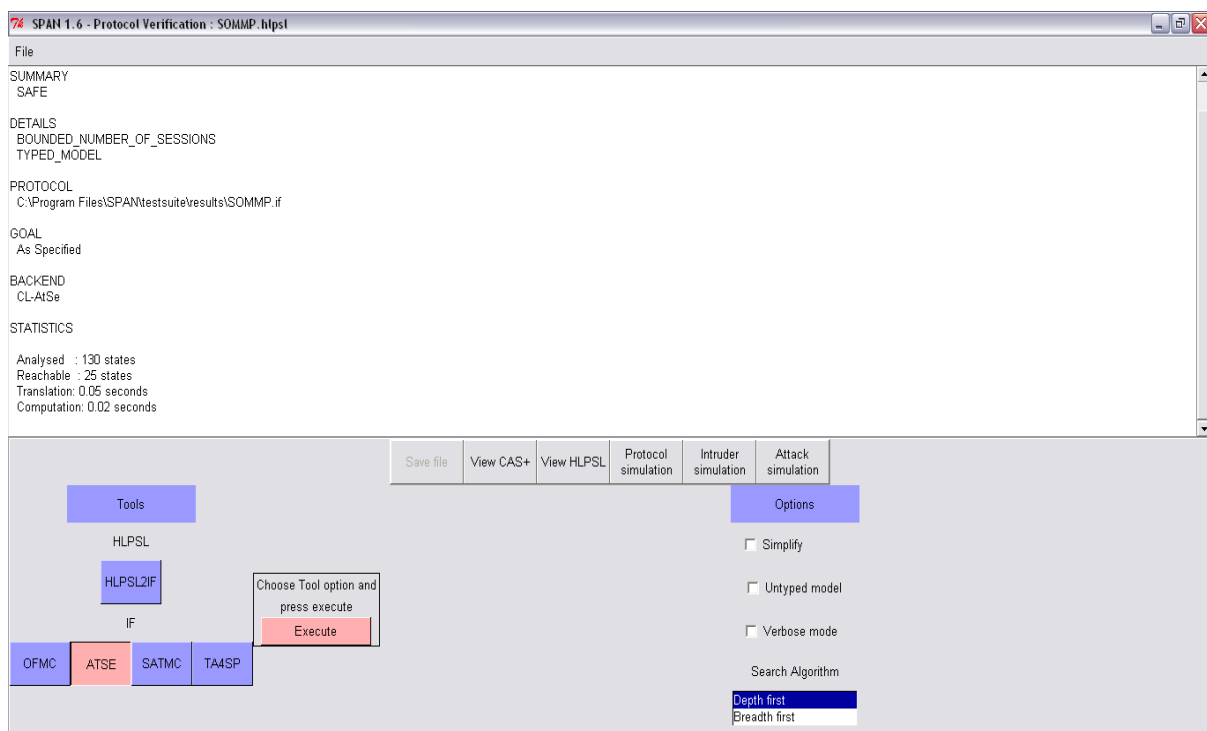 SPAN 1.6 - Protocol Verification : SOMMP.hlpsl
File
SUMMARY
SAFE
DETAILS
BOUNDED_NUMBER_OF_SESSIONS
TYPED_MODEL
PROTOCOL
C:\Program Files\SPAN\testsuite\results\SOMMP.if
GOAL
As Specified
BACKEND
CL-AtSe
STATISTICS
Analysed : 130 states
Reachable : 25 states
Translation: 0.05 seconds
Computation: 0.02 seconds
Save file View CAS+ View HLPSL Protocol simulation Intruder simulation Attack simulation
Tools
Options
HLPSL
Simplify
HLPSL2IF
Choose Tool option and
press execute
Execute
Untyped model
IF
Verbose mode
OFMC ATSE SATMC TA4SP
Search Algorithm
Depth first
Breadth first